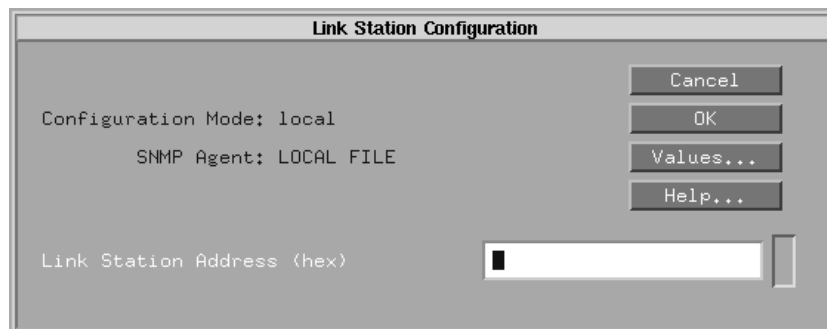 Link Station Configuration
Cancel
Configuration Mode: local
OK
SNMP Agent: LOCAL FILE
Values...
Help...
Link Station Address (hex)